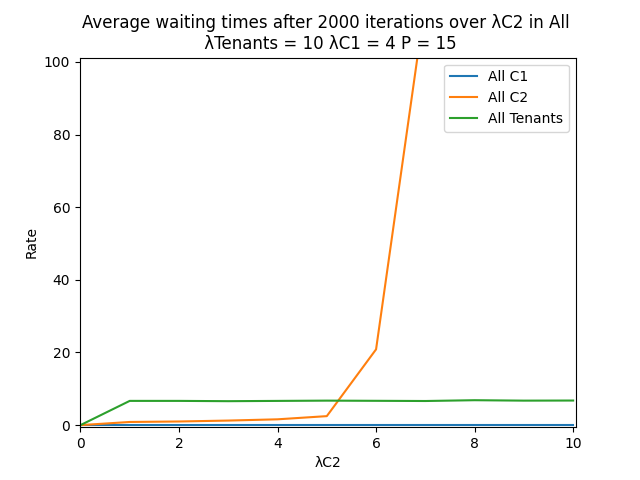 Average waiting times after 2000 iterations over λC2 in All
λTenants = 10 λC1 = 4 P = 15
100
80
60
40
20
0
Rate
All C1
All C2
All Tenants
0 2 4 6 8 10
λC2